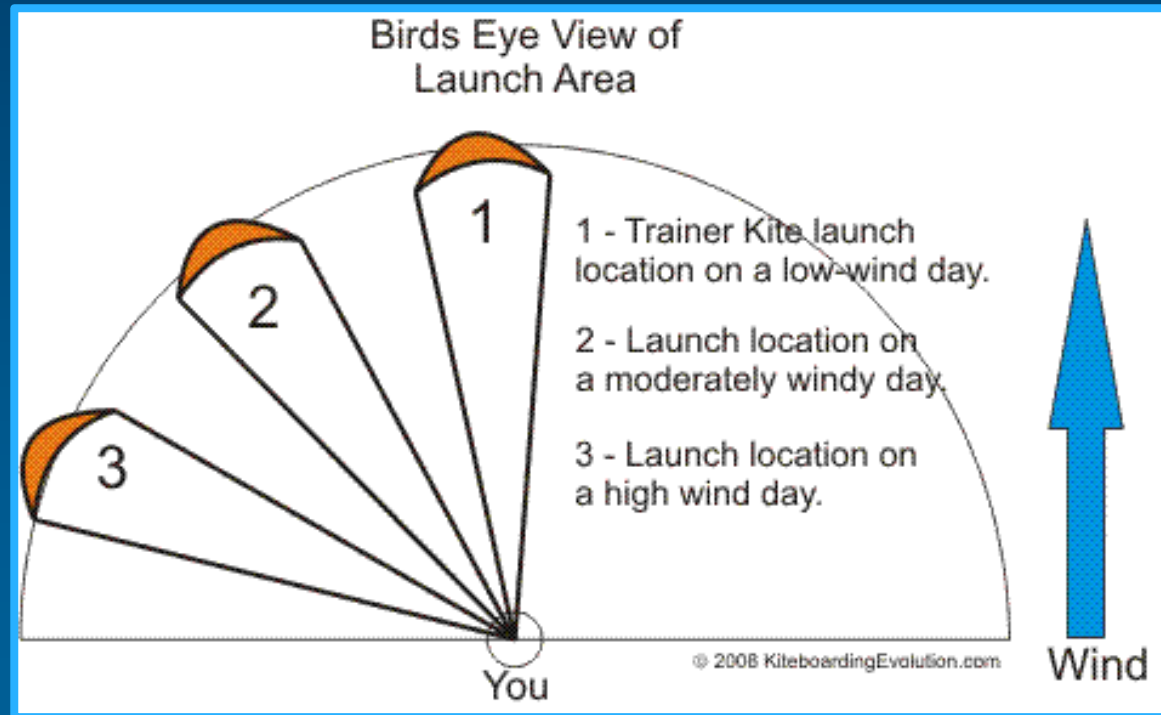 Birds Eye View of
Launch Area
1
2
3
1 - Trainer Kite launch
location on a low-wind day.
2 - Launch location on
a moderately windy day.
3 - Launch location on
a high wind day.
You
© 2008 KiteboardingEvolution.com
Wind